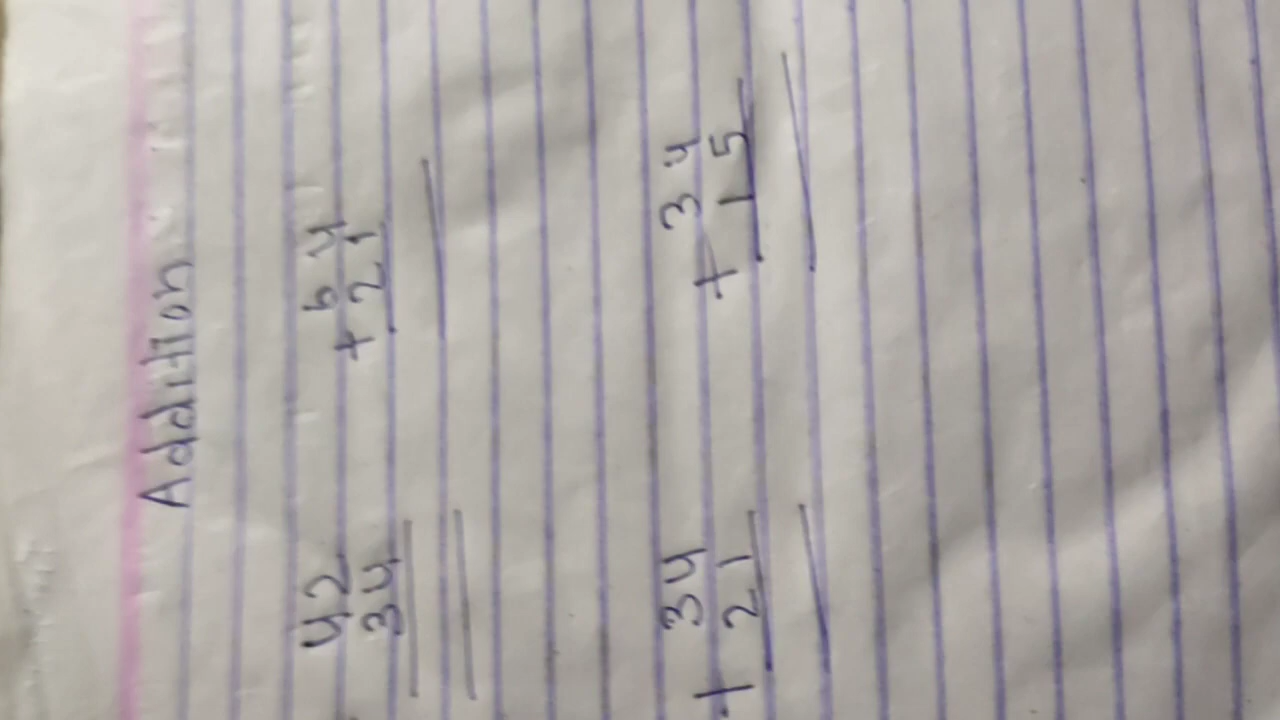 Addition
42 64
34 + 21
34 34
+ 21 + 15